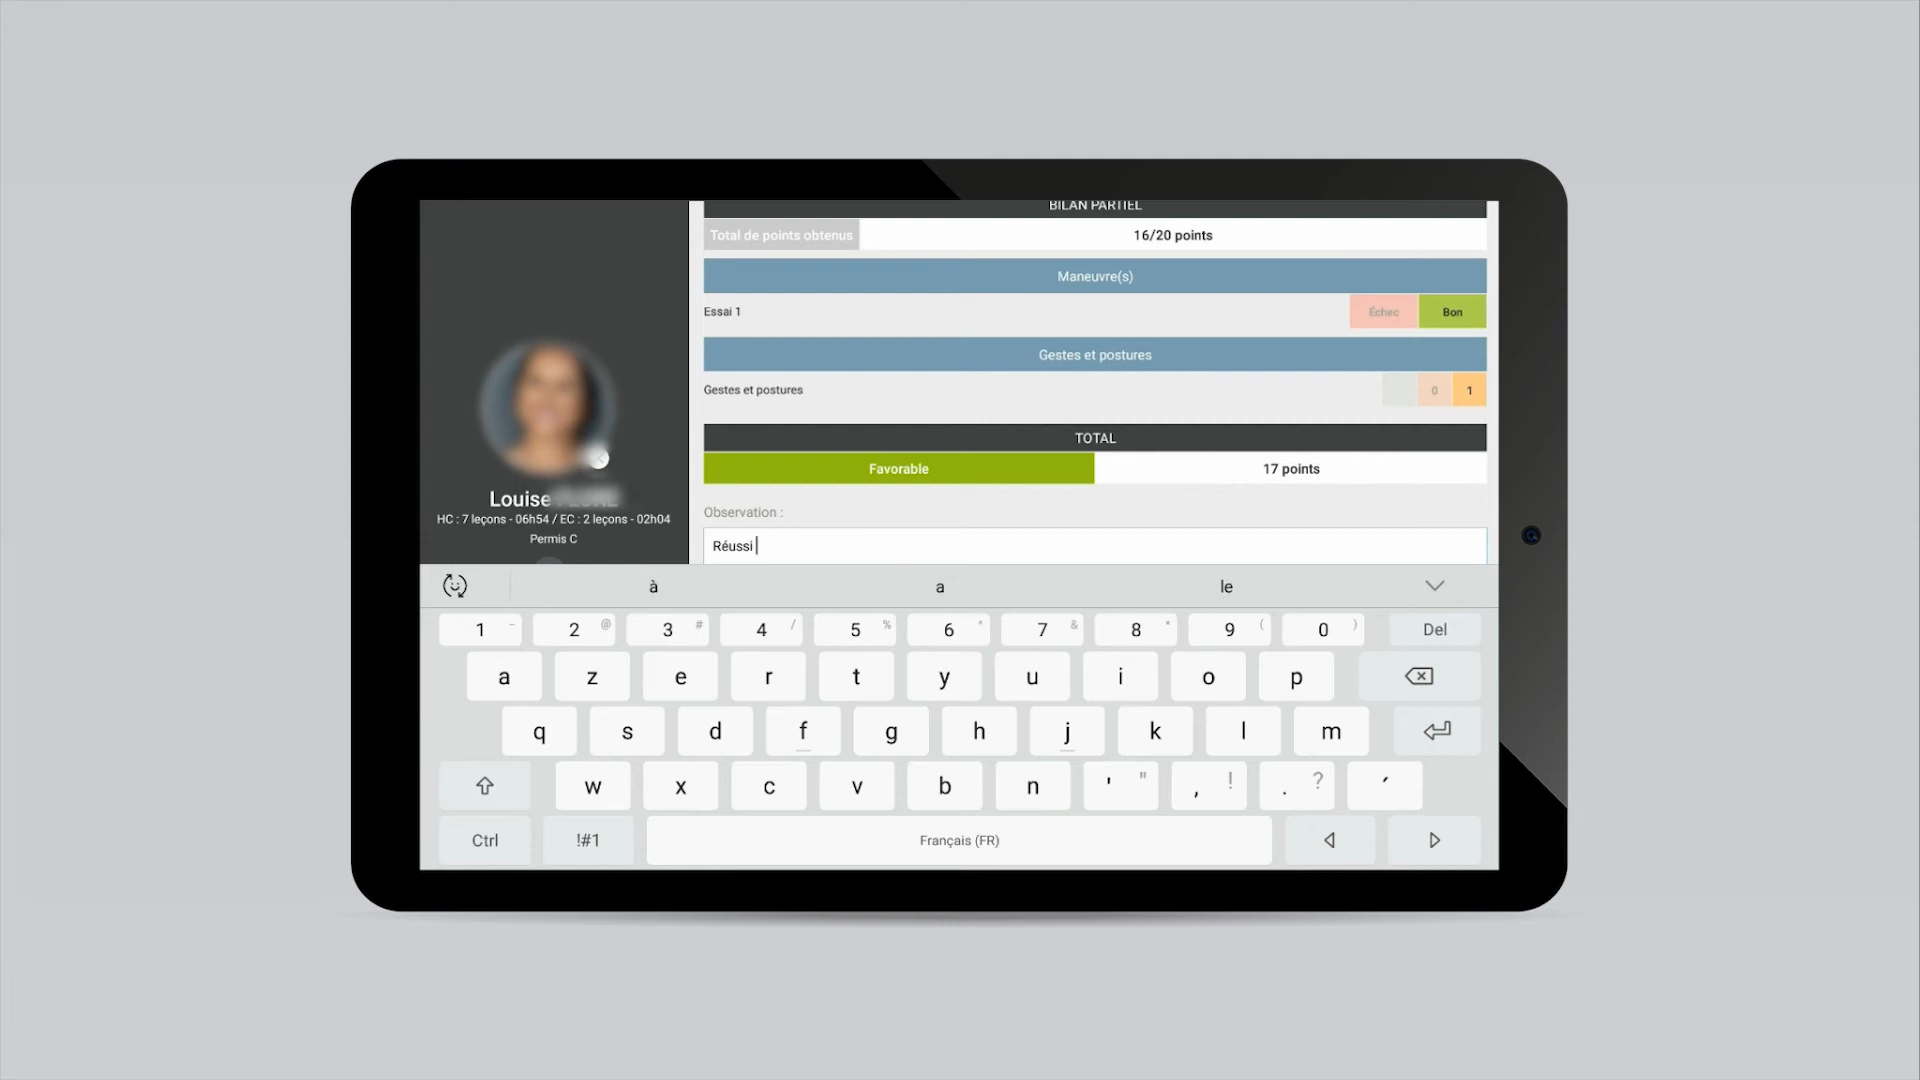 BILAN PARTIEL
Total de points obtenus 16/20 points
Maneuvre(s)
Essai 1 Échec Bon
Gestes et postures
Gestes et postures 0 1
TOTAL
Favorable 17 points
Observation :
Réussi
Louise
HC : 7 leçons - 06h54 / EC : 2 leçons - 02h04
Permis C
à a le
1 - 2 @ 3 # 4 / 5 % 6 ^ 7 & 8 * 9 ( 0 ) Del
a z e r t y u i o p
q s d f g h j k l m
w x c v b n ' " , ! . ? ´
Ctrl !#1 Français (FR)